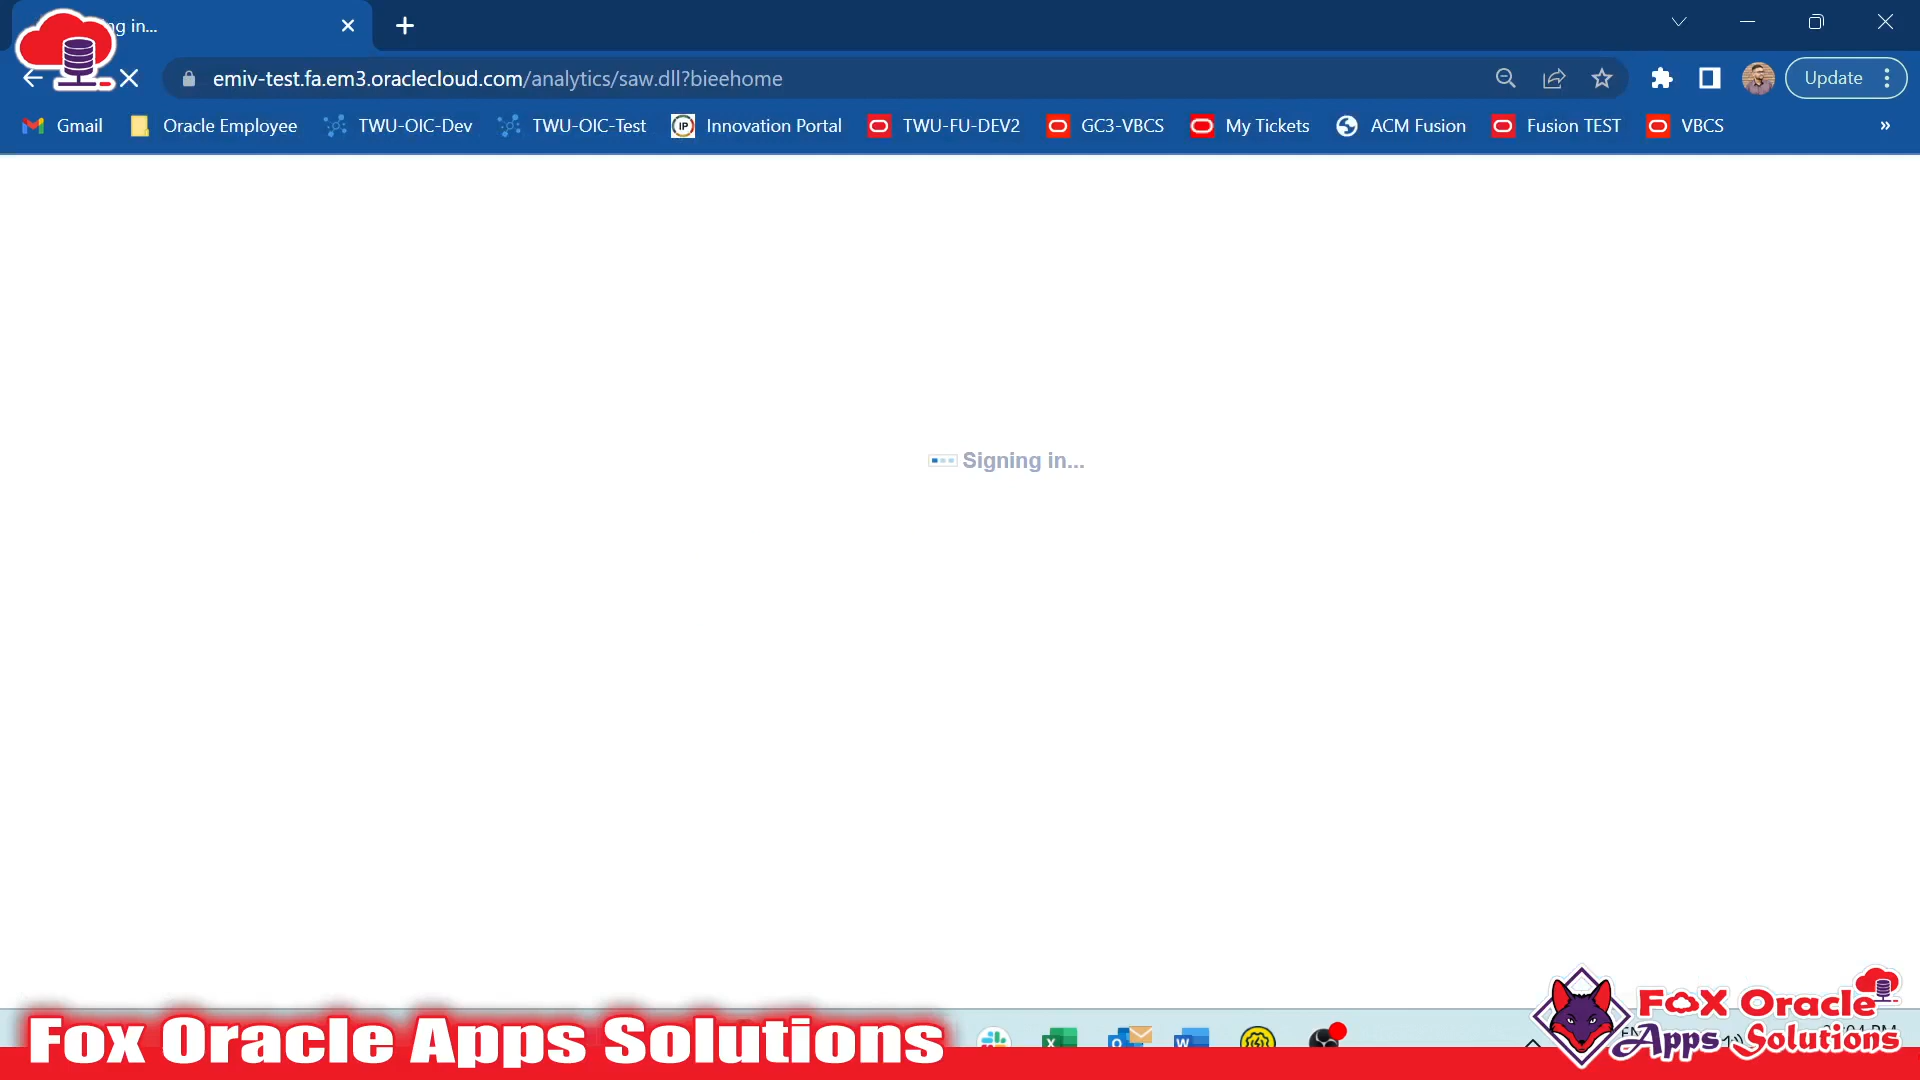 ng in...
emiv-test.fa.em3.oraclecloud.com/analytics/saw.dll?bieehome
Update
Gmail
Oracle Employee
TWU-OIC-Dev
TWU-OIC-Test
IP
Innovation Portal
TWU-FU-DEV2
GC3-VBCS
My Tickets
ACM Fusion
Fusion TEST
VBCS
»
Signing in...
Fox Oracle Apps Solutions
Fox Oracle
Apps Solutions